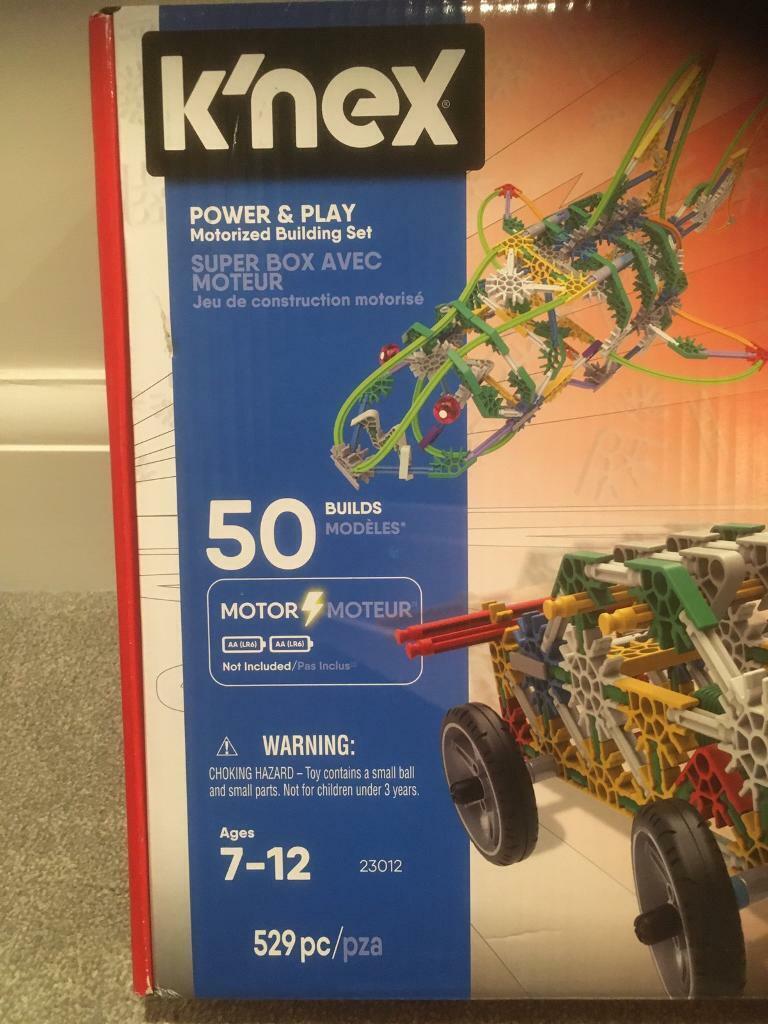 K'nex®
POWER & PLAY
Motorized Building Set
SUPER BOX AVEC
MOTEUR
Jeu de construction motorisé
50 BUILDS
MODÈLES*
MOTOR MOTEUR
AA (LR6) AA (LR6)
Not Included/Pas Inclus
WARNING:
CHOKING HAZARD – Toy contains a small ball
and small parts. Not for children under 3 years.
Ages
7-12 23012
529 pc/pza